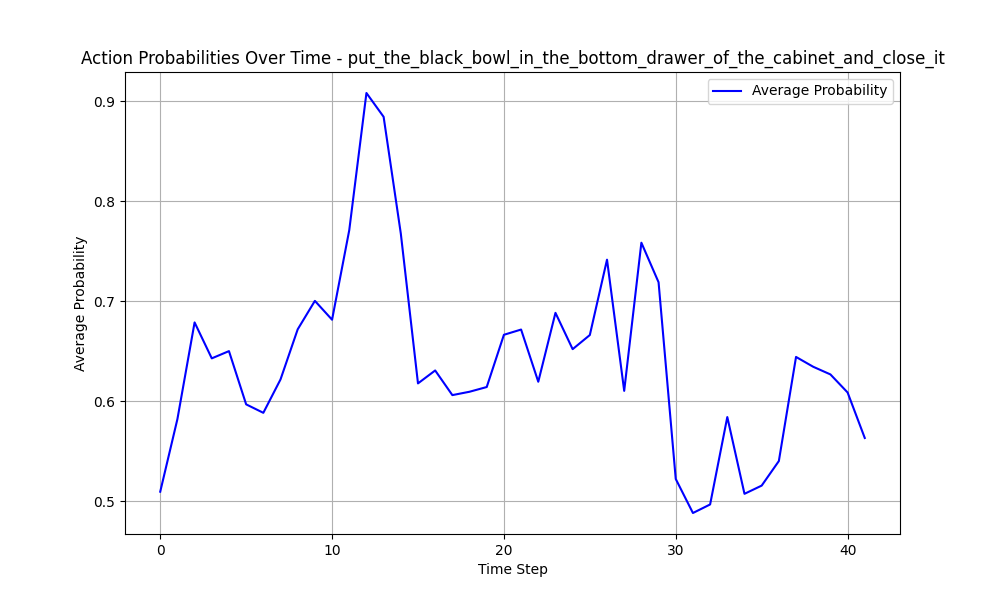 Action Probabilities Over Time - put_the_black_bowl_in_the_bottom_drawer_of_the_cabinet_and_close_it
Average Probability
0.9
0.8
0.7
0.6
0.5
Average Probability
0 10 20 30 40
Time Step